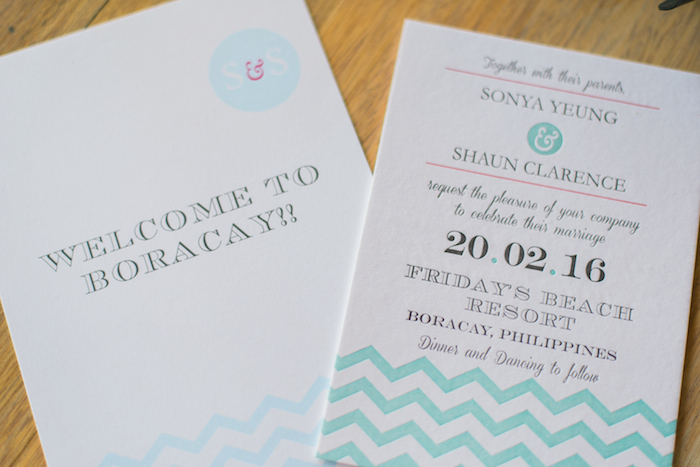 S&S
WELCOME TO
BORACAY!!
Together with their parents,
SONYA YEUNG
&
SHAUN CLARENCE
request the pleasure of your company
to celebrate their marriage
20.02.16
FRIDAY'S BEACH
RESORT
BORACAY, PHILIPPINES
Dinner and Dancing to follow